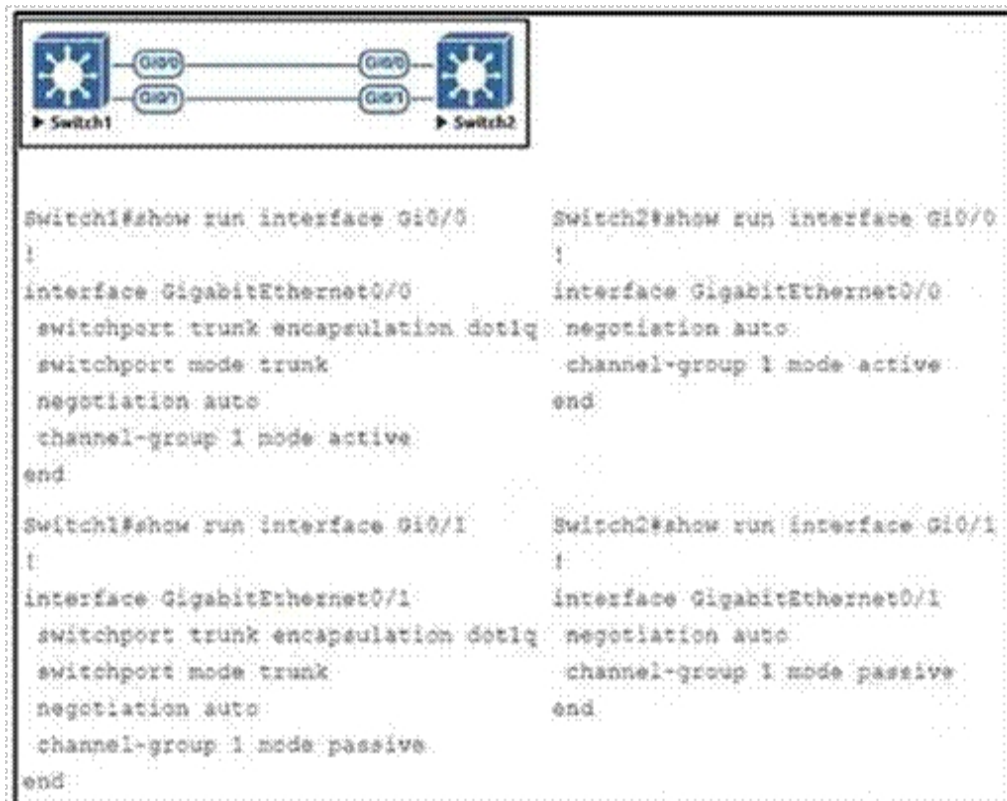 Gi0/0 Gi0/0
Gi0/1 Gi0/1
Switch1 Switch2
Switch1#show run interface Gi0/0
!
interface GigabitEthernet0/0
switchport trunk encapsulation dot1q
switchport mode trunk
negotiation auto
channel-group 1 mode active
end
Switch1#show run interface Gi0/1
!
interface GigabitEthernet0/1
switchport trunk encapsulation dot1q
switchport mode trunk
negotiation auto
channel-group 1 mode passive
end
Switch2#show run interface Gi0/0
!
interface GigabitEthernet0/0
negotiation auto
channel-group 1 mode active
end
Switch2#show run interface Gi0/1
!
interface GigabitEthernet0/1
negotiation auto
channel-group 1 mode passive
end